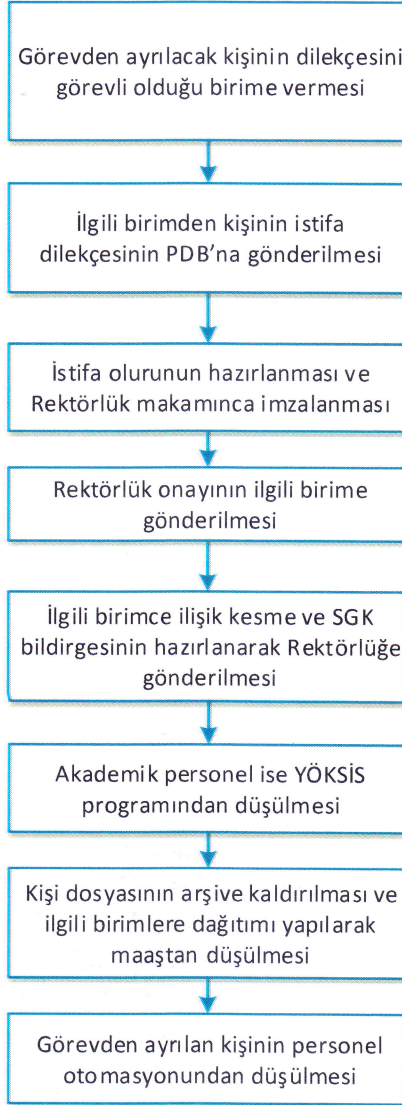 Görevden ayrılacak kişinin dilekçesini
görevli olduğu birime vermesi
İlgili birimden kişinin istifa
dilekçesinin PDB'na gönderilmesi
İstifa olurunun hazırlanması ve
Rektörlük makamınca imzalanması
Rektörlük onayının ilgili birime
gönderilmesi
İlgili birimce ilişik kesme ve SGK
bildirgesinin hazırlanarak Rektörlüğe
gönderilmesi
Akademik personel ise YÖKSİS
programından düşülmesi
Kişi dosyasının arşive kaldırılması ve
ilgili birimlere dağıtımı yapılarak
maaştan düşülmesi
Görevden ayrılan kişinin personel
otomasyonundan düşülmesi